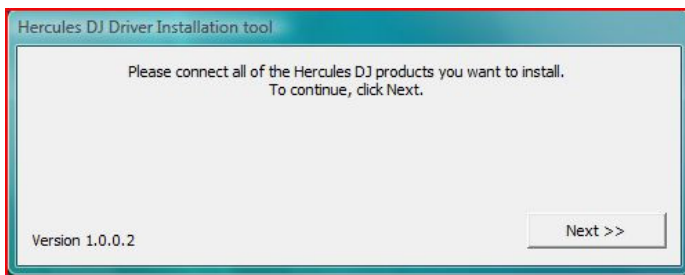 Hercules DJ Driver Installation tool
Please connect all of the Hercules DJ products you want to install.
To continue, click Next.
Next >>
Version 1.0.0.2